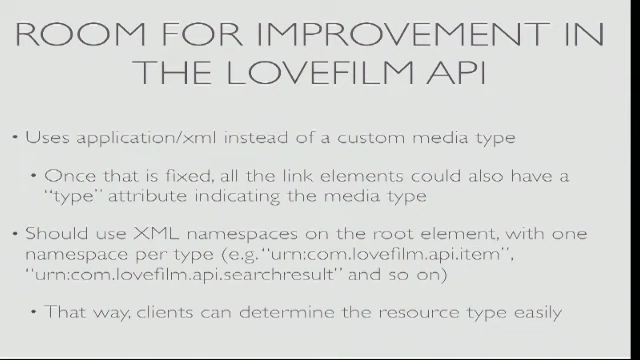 ROOM FOR IMPROVEMENT IN
THE LOVEFILM API
• Uses application/xml instead of a custom media type
• Once that is fixed, all the link elements could also have a
“type” attribute indicating the media type
• Should use XML namespaces on the root element, with one
namespace per type (e.g. “urn:com.lovefilm.api.item”,
“urn:com.lovefilm.api.searchresult” and so on)
• That way, clients can determine the resource type easily